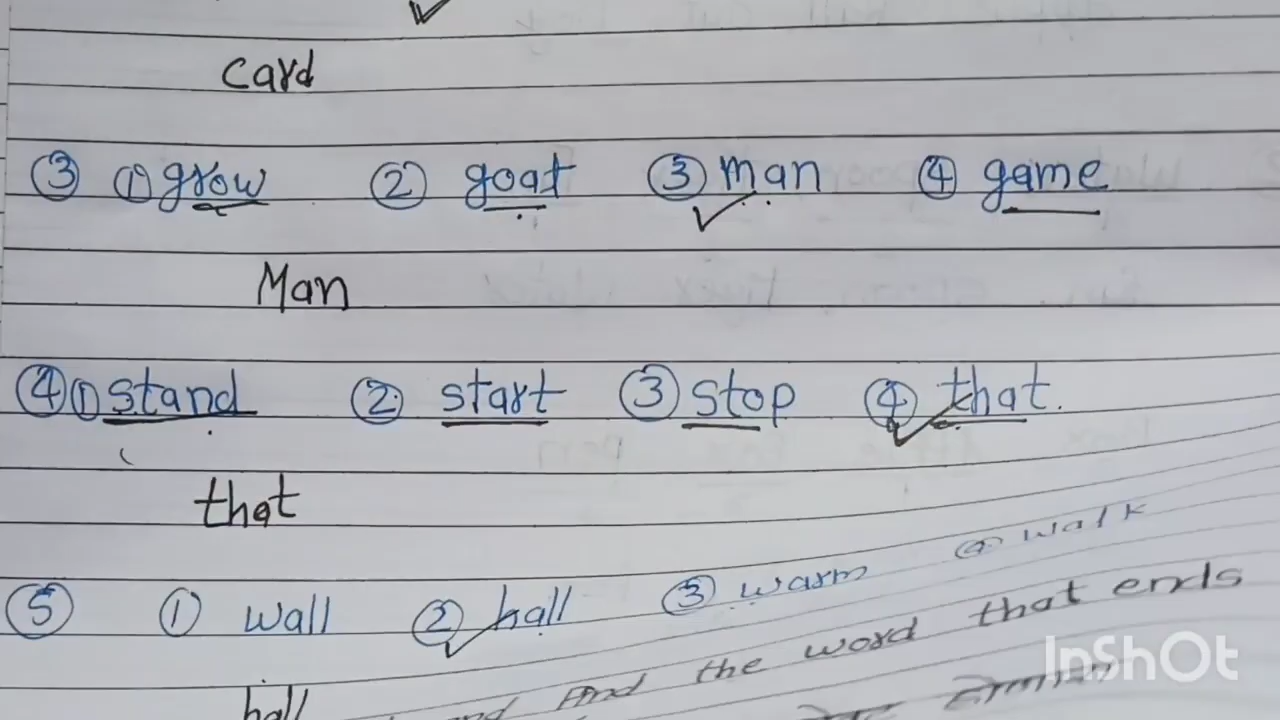 card
③ ① grow ② goat ③ man ④ game
Man
④ ① stand ② start ③ stop ④ that.
that
⑤ ① wall ② hall ③ warm ④ walk
hall
find the word that ends
InShOt